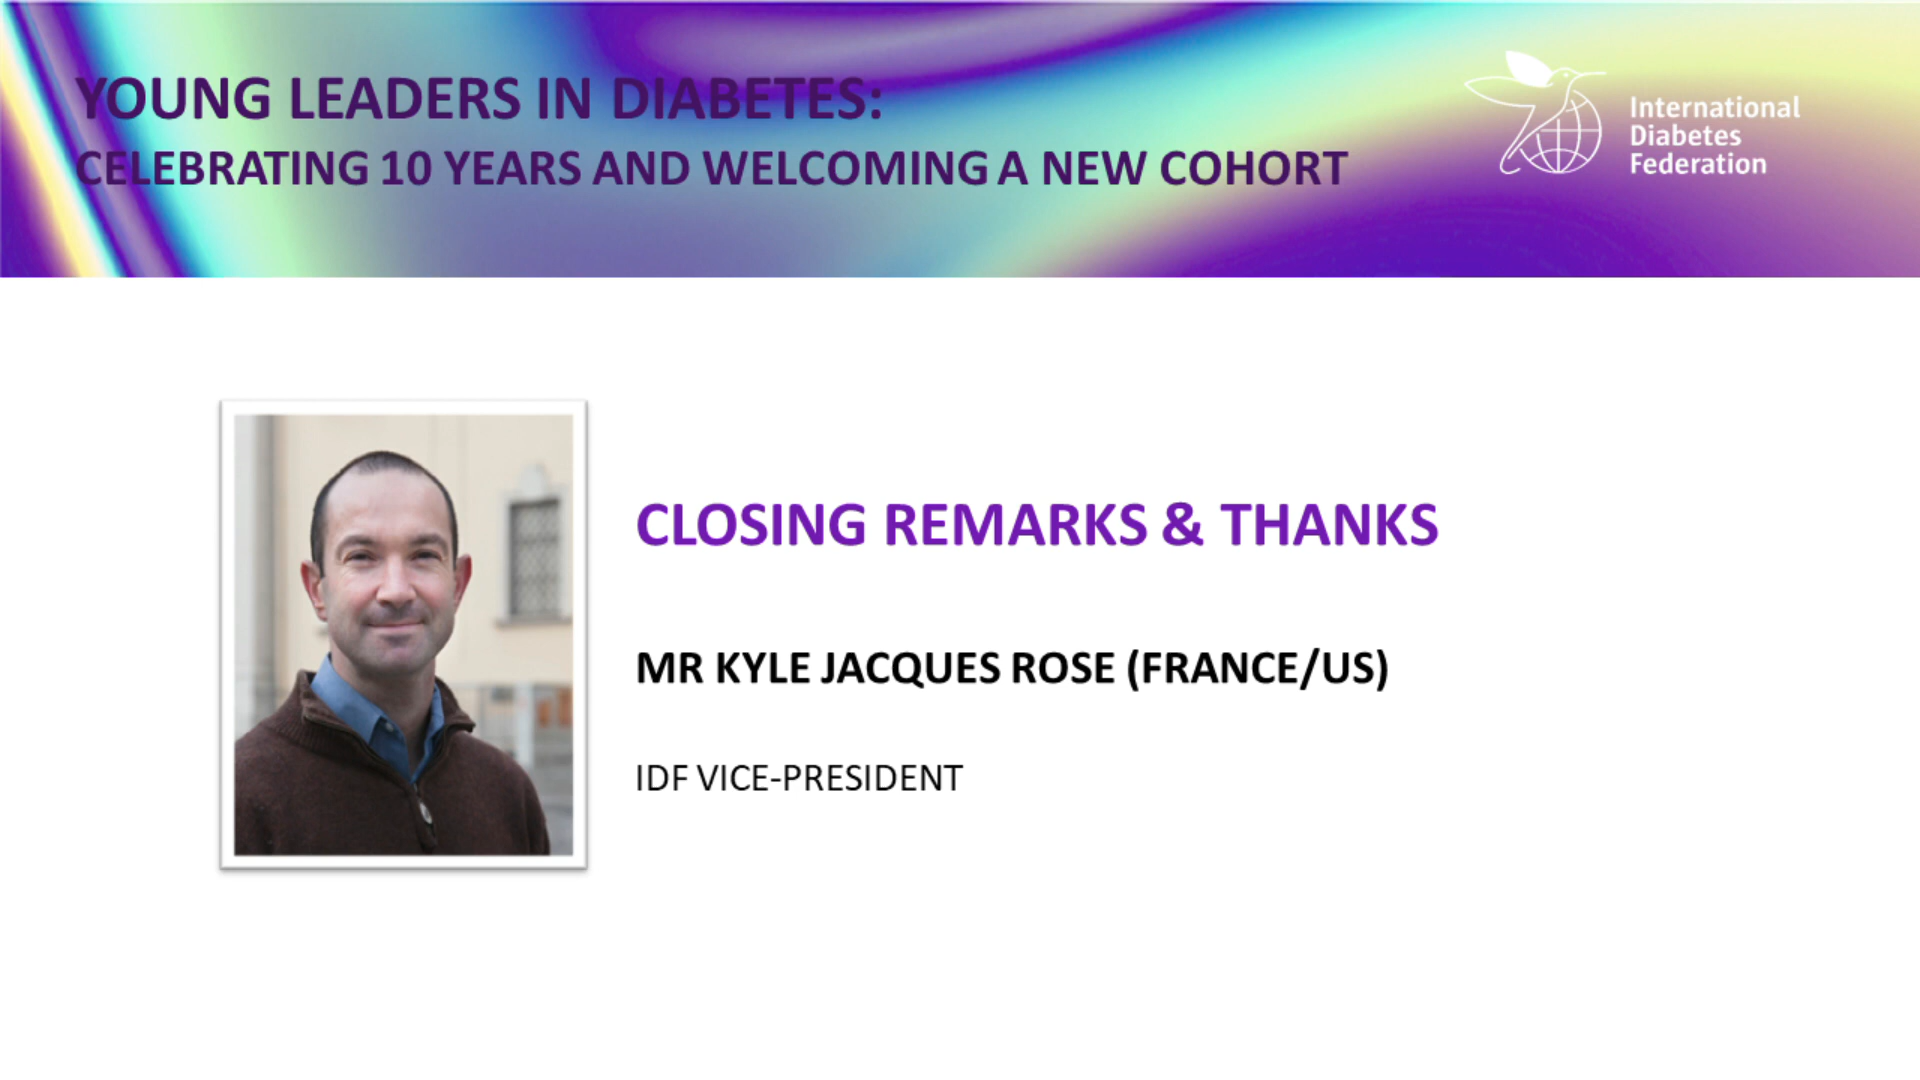 YOUNG LEADERS IN DIABETES:
CELEBRATING 10 YEARS AND WELCOMING A NEW COHORT
International
Diabetes
Federation
CLOSING REMARKS & THANKS
MR KYLE JACQUES ROSE (FRANCE/US)
IDF VICE-PRESIDENT